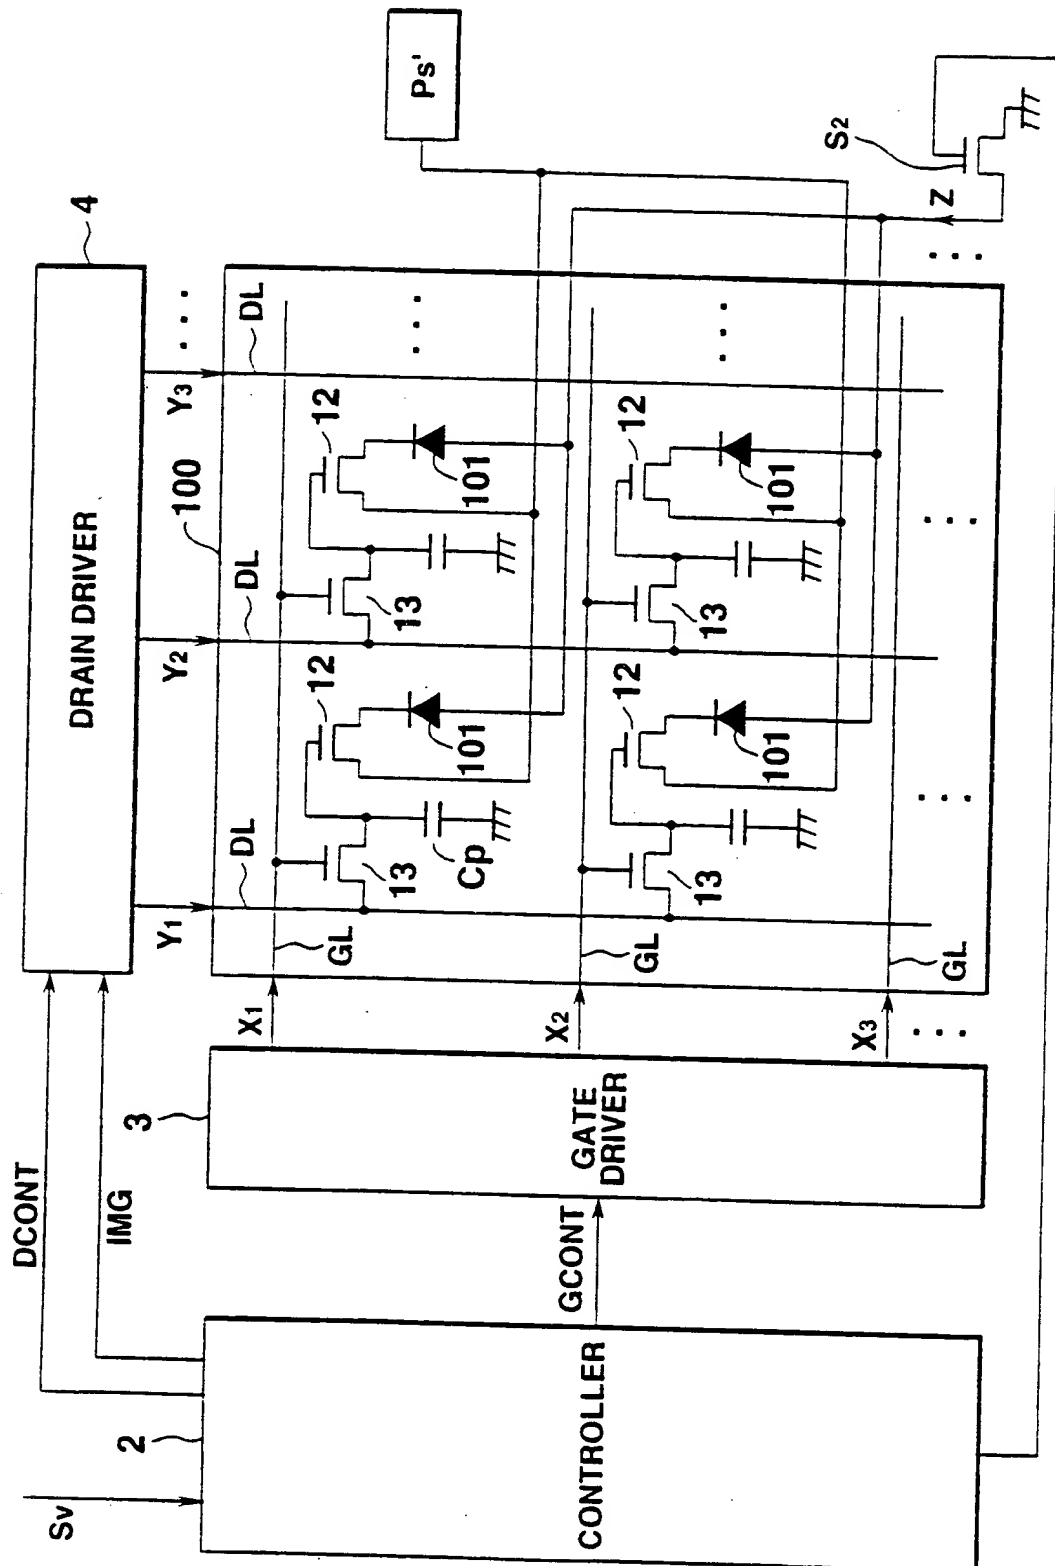 Ps'
S2
Z
4
DRAIN DRIVER
Y1
Y2
Y3
. . .
100
DL
DL
DL
12
12
101
101
13
13
Cp
. . .
12
12
101
101
13
13
. . .
GL
GL
GL
. . .
. . .
. . .
X1
X2
X3
. . .
3
GATE
DRIVER
DCONT
IMG
GCONT
2
Sv
CONTROLLER